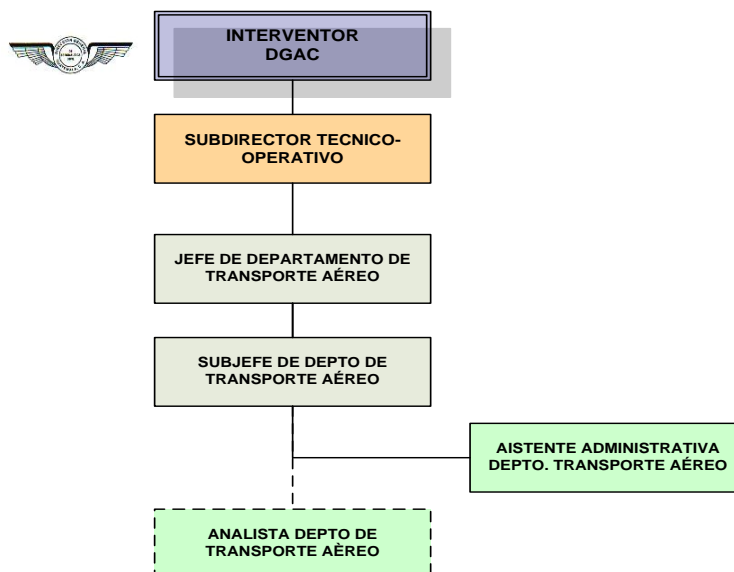 INTERVENTOR
DGAC
SUBDIRECTOR TECNICO-
OPERATIVO
JEFE DE DEPARTAMENTO DE
TRANSPORTE AÉREO
SUBJEFE DE DEPTO DE
TRANSPORTE AÉREO
AISTENTE ADMINISTRATIVA
DEPTO. TRANSPORTE AÉREO
ANALISTA DEPTO DE
TRANSPORTE AÈREO